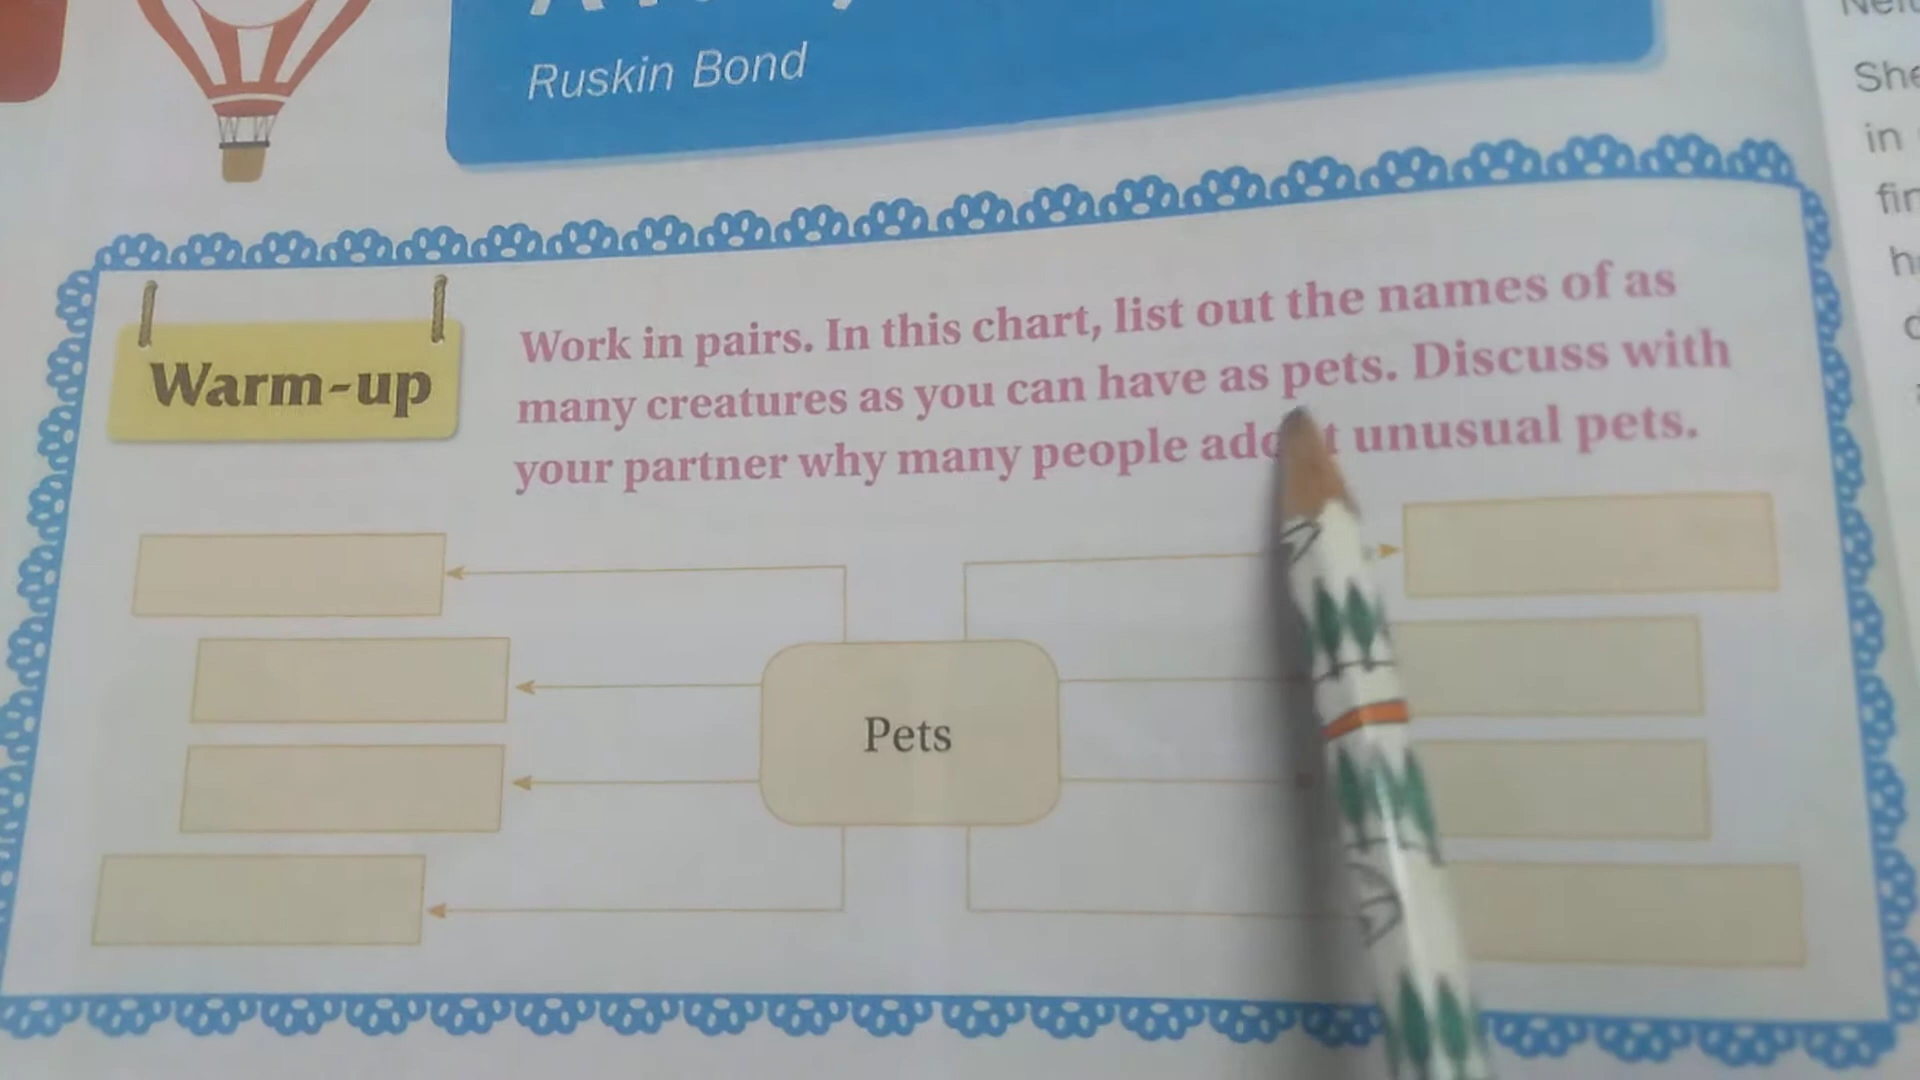 Ruskin Bond
Warm-up
Work in pairs. In this chart, list out the names of as
many creatures as you can have as pets. Discuss with
your partner why many people adopt unusual pets.
Pets
She
in